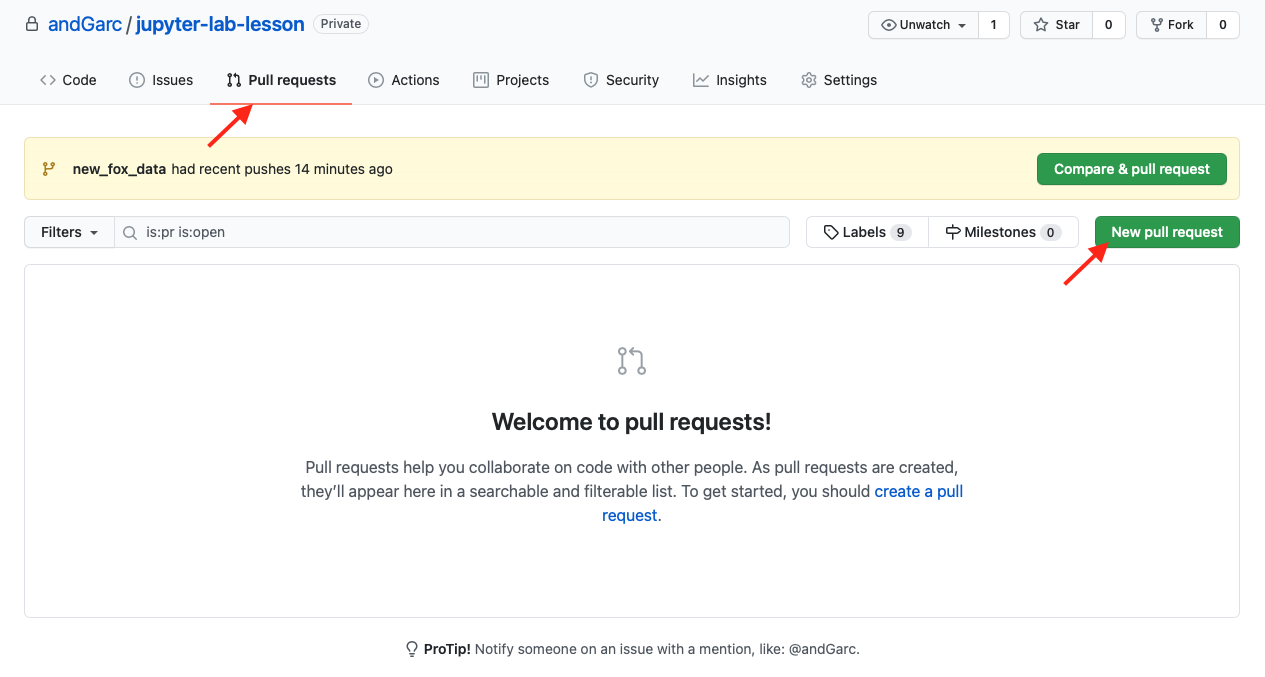 andGarc / jupyter-lab-lesson Private Unwatch 1 Star 0 Fork 0
Code Issues Pull requests Actions Projects Security Insights Settings
new_fox_data had recent pushes 14 minutes ago Compare & pull request
Filters is:pr is:open Labels 9 Milestones 0 New pull request
Welcome to pull requests!
Pull requests help you collaborate on code with other people. As pull requests are created,
they’ll appear here in a searchable and filterable list. To get started, you should create a pull
request.
ProTip! Notify someone on an issue with a mention, like: @andGarc.